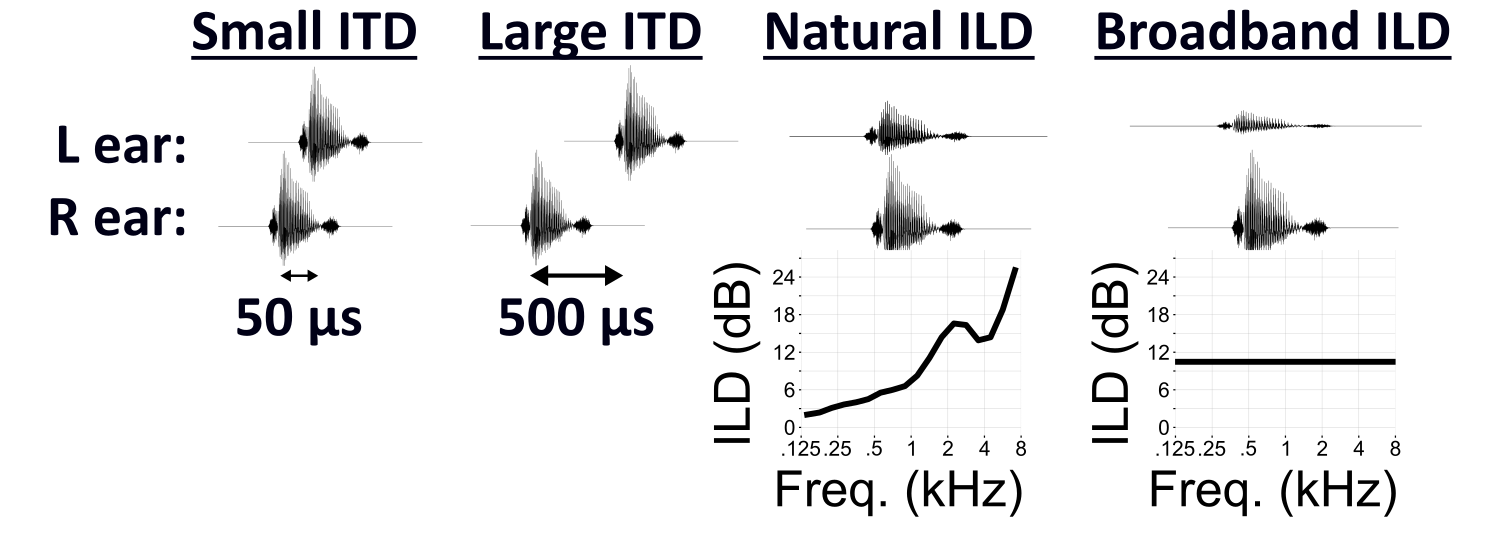 Small ITD
Large ITD
Natural ILD
Broadband ILD
L ear:
R ear:
50 µs
500 µs
ILD (dB)
24
18
12
6
0
.125 .25 .5 1 2 4 8
Freq. (kHz)
ILD (dB)
24
18
12
6
0
.125 .25 .5 1 2 4 8
Freq. (kHz)